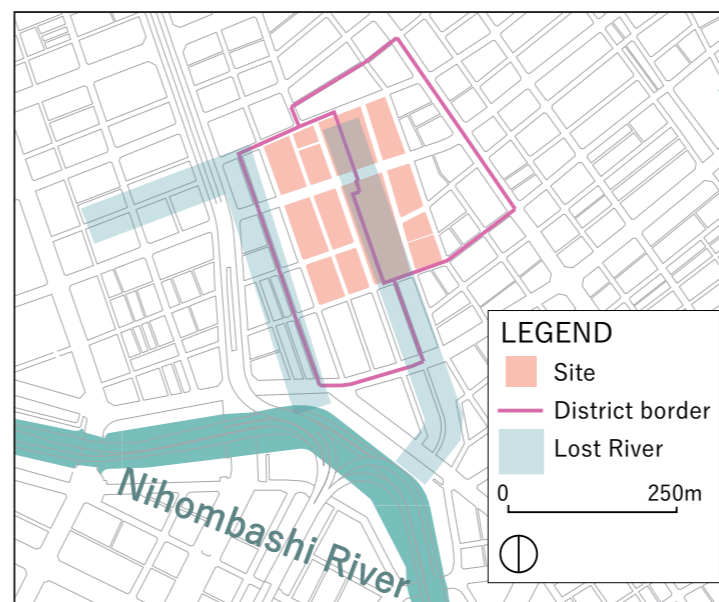 Nihombashi River
LEGEND
Site
District border
Lost River
0 250m